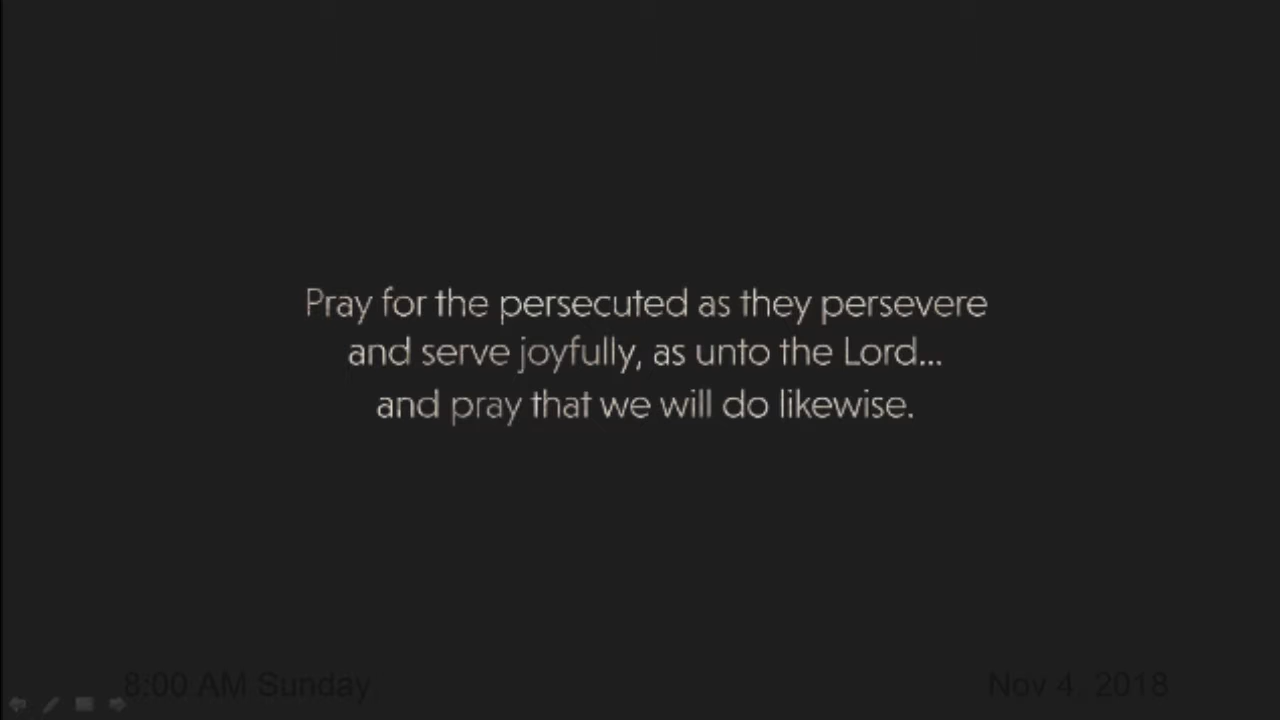 Pray for the persecuted as they persevere
and serve joyfully, as unto the Lord...
and pray that we will do likewise.
8:00 AM Sunday
Nov 4, 2018